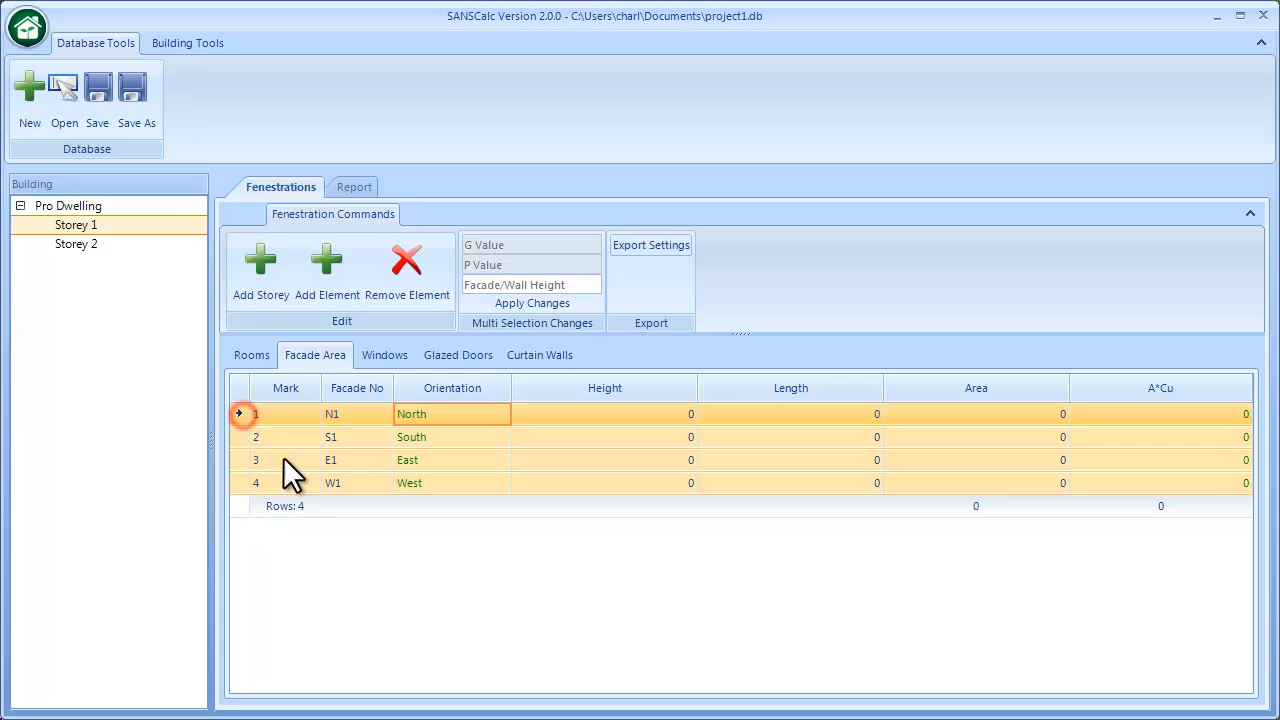 SANSCalc Version 2.0.0 - C:\Users\charl\Documents\project1.db
Database Tools Building Tools
New Open Save Save As
Database
Building
Pro Dwelling
Storey 1
Storey 2
Fenestrations Report
Fenestration Commands
Add Storey Add Element Remove Element
Edit
G Value
P Value
Facade/Wall Height
Apply Changes
Multi Selection Changes
Export Settings
Export
Rooms Facade Area Windows Glazed Doors Curtain Walls
Mark Facade No Orientation Height Length Area A*Cu
1 N1 North 0 0 0 0
2 S1 South 0 0 0 0
3 E1 East 0 0 0 0
4 W1 West 0 0 0 0
Rows: 4 0 0